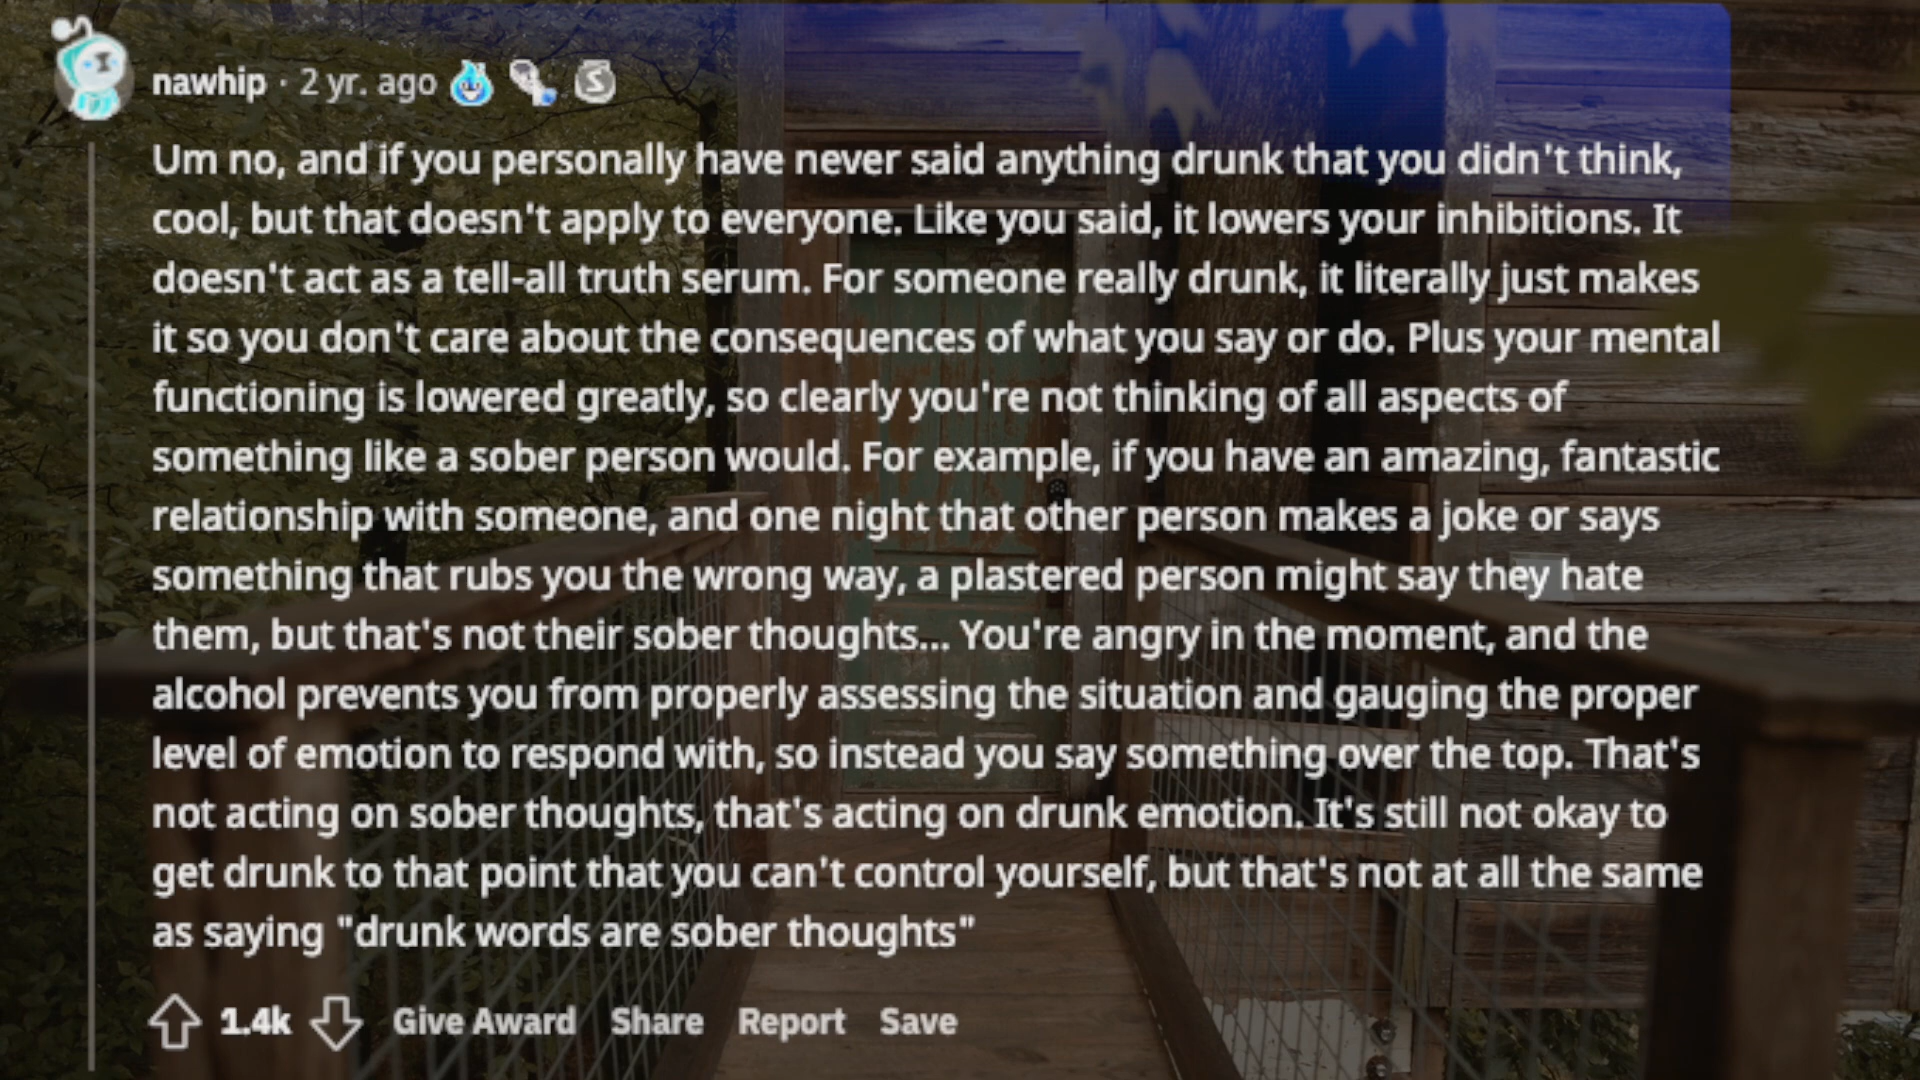 nawhip · 2 yr. ago
Um no, and if you personally have never said anything drunk that you didn't think,
cool, but that doesn't apply to everyone. Like you said, it lowers your inhibitions. It
doesn't act as a tell-all truth serum. For someone really drunk, it literally just makes
it so you don't care about the consequences of what you say or do. Plus your mental
functioning is lowered greatly, so clearly you're not thinking of all aspects of
something like a sober person would. For example, if you have an amazing, fantastic
relationship with someone, and one night that other person makes a joke or says
something that rubs you the wrong way, a plastered person might say they hate
them, but that's not their sober thoughts... You're angry in the moment, and the
alcohol prevents you from properly assessing the situation and gauging the proper
level of emotion to respond with, so instead you say something over the top. That's
not acting on sober thoughts, that's acting on drunk emotion. It's still not okay to
get drunk to that point that you can't control yourself, but that's not at all the same
as saying "drunk words are sober thoughts"
1.4k Give Award Share Report Save